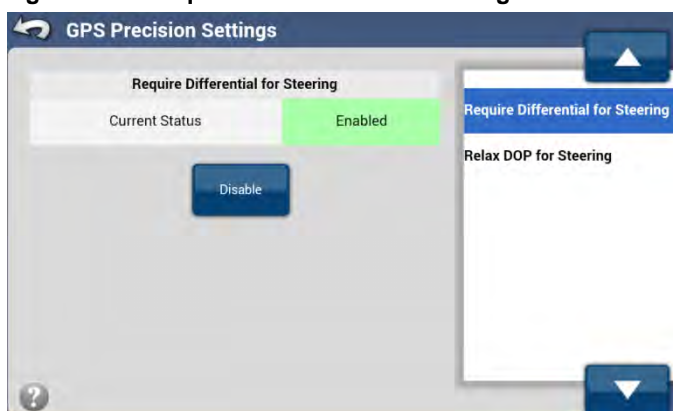 GPS Precision Settings
Require Differential for Steering
Current Status
Enabled
Disable
Require Differential for Steering
Relax DOP for Steering
?